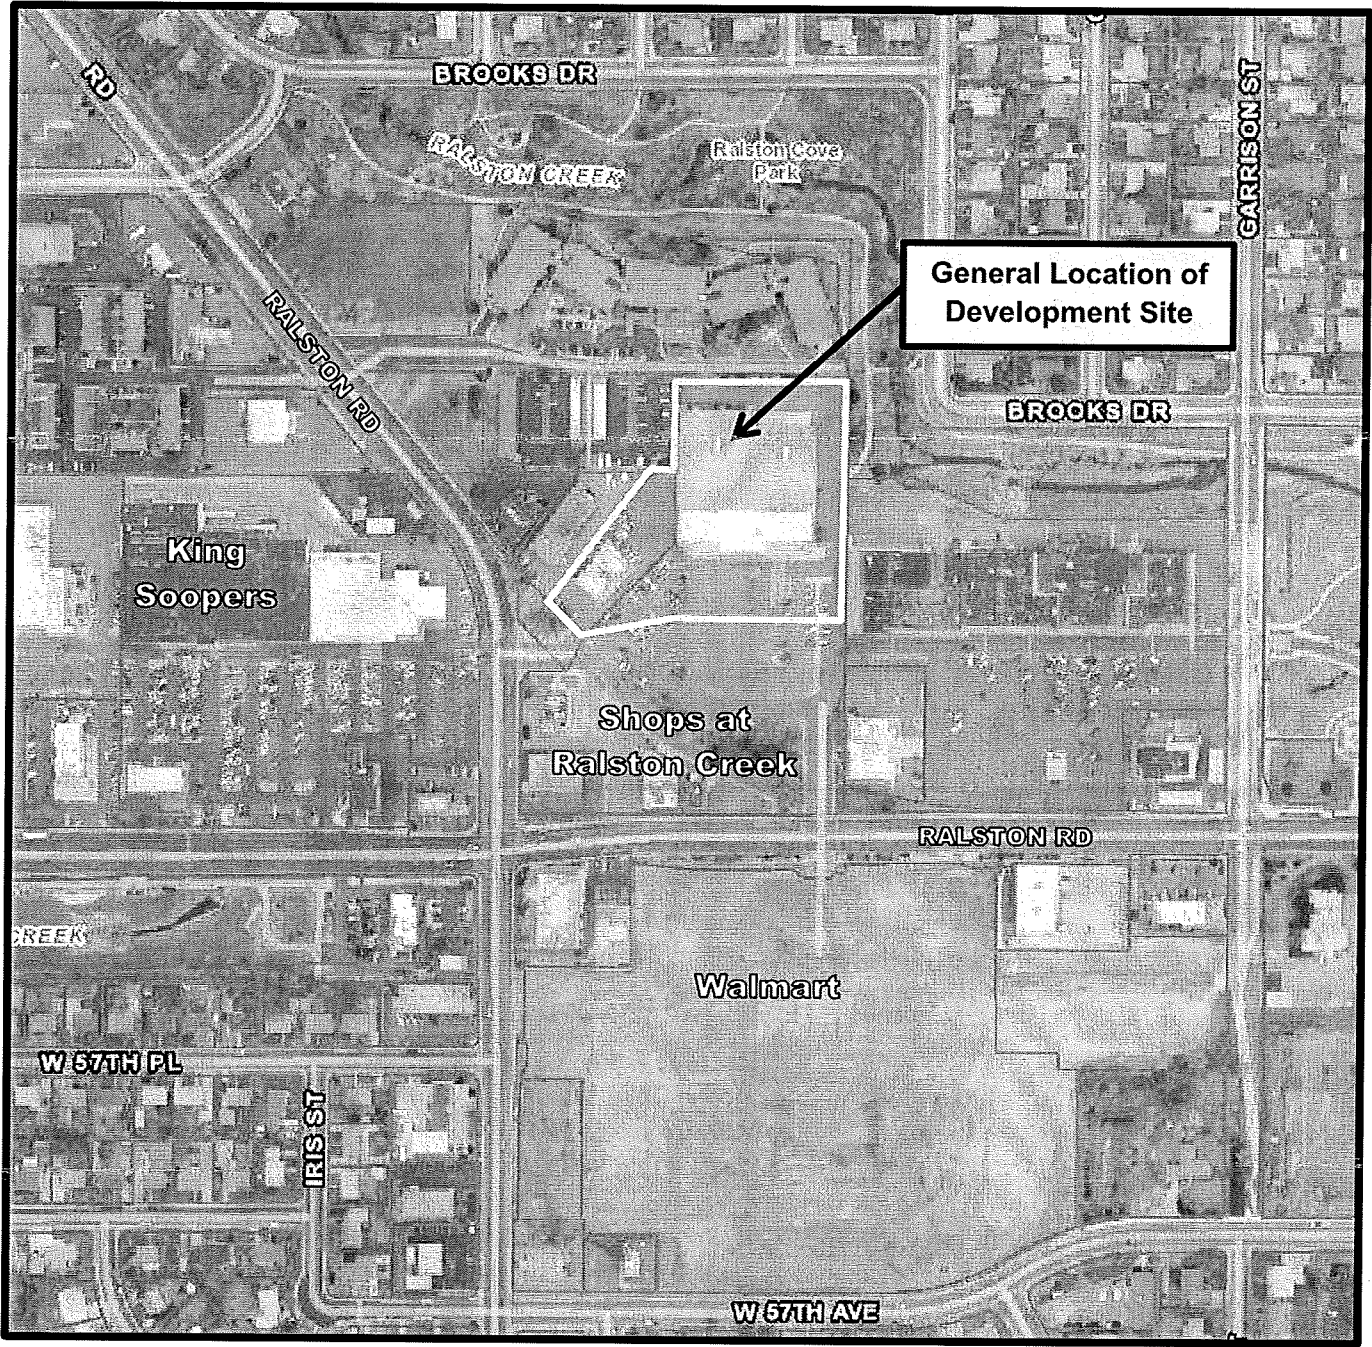 BROOKS DR
RD
RALSTON CREEK
Ralston Cove
Park
GARRISON ST
General Location of
Development Site
RALSTON RD
BROOKS DR
King
Soopers
Shops at
Ralston Creek
RALSTON RD
CREEK
Walmart
W 57TH PL
IRIS ST
W 57TH AVE